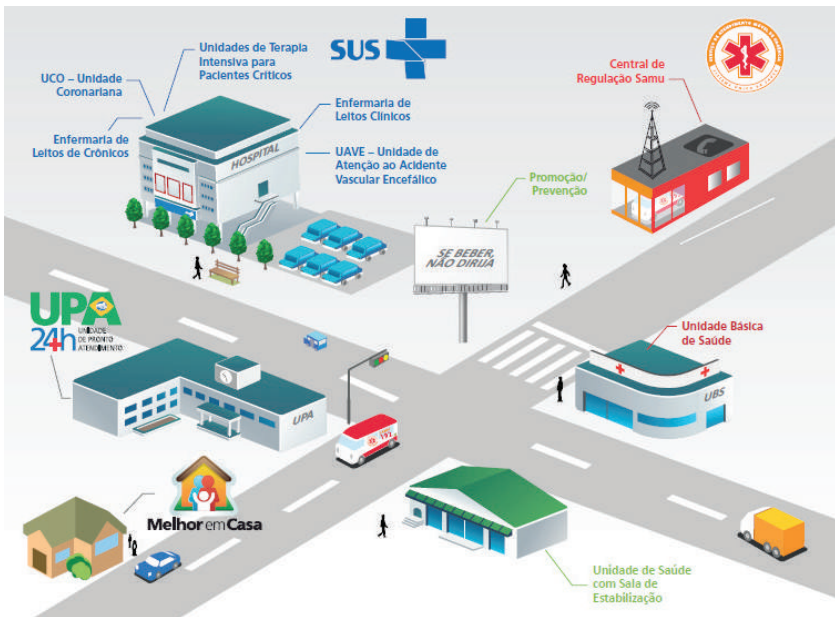 SUS
Unidades de Terapia
Intensiva para
Pacientes Críticos
UCO – Unidade
Coronariana
Enfermaria de
Leitos de Crônicos
Enfermaria de
Leitos Clínicos
UAVE – Unidade de
Atenção ao Acidente
Vascular Encefálico
HOSPITAL
Central de
Regulação Samu
Promoção/
Prevenção
SE BEBER,
NÃO DIRIJA
UPA
24h
UNIDADE
DE PRONTO
ATENDIMENTO
UPA
192
Unidade Básica
de Saúde
UBS
Melhor em Casa
Unidade de Saúde
com Sala de
Estabilização